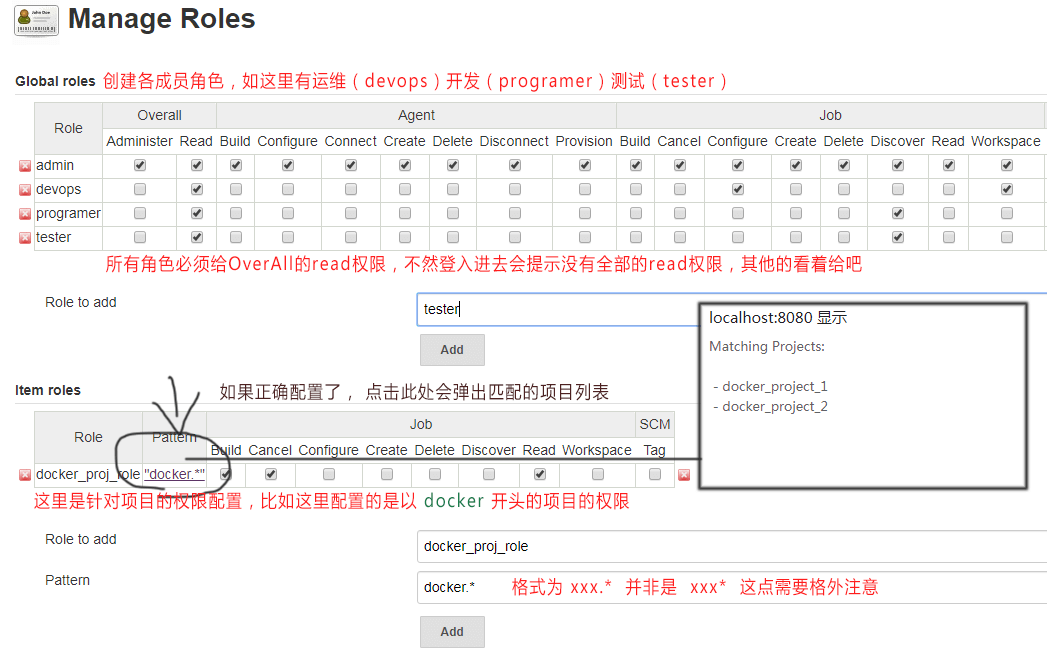 Manage Roles
Global roles 创建各成员角色，如这里有运维（devops）开发（programer）测试（tester）
Role Overall Agent Job
Administer Read Build Configure Connect Create Delete Disconnect Provision Build Cancel Configure Create Delete Discover Read Workspace
admin
devops
programer
tester
所有角色必须给OverAll的read权限，不然登入进去会提示没有全部的read权限，其他的看着给吧
Role to add
tester
Add
localhost:8080 显示
Matching Projects:
- docker_project_1
- docker_project_2
Item roles 如果正确配置了，点击此处会弹出匹配的项目列表
Role Pattern Job SCM
Build Cancel Configure Create Delete Discover Read Workspace Tag
docker_proj_role "docker.*"
这里是针对项目的权限配置，比如这里配置的是以 docker 开头的项目的权限
Role to add docker_proj_role
Pattern docker.* 格式为 xxx.* 并非是 xxx* 这点需要格外注意
Add